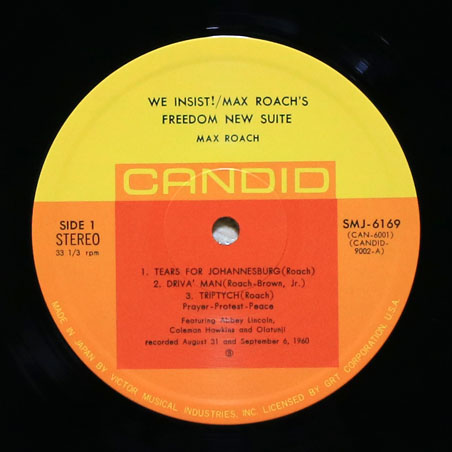 WE INSIST!/MAX ROACH'S
FREEDOM NEW SUITE
MAX ROACH
CANDID
SIDE 1
STEREO
33 1/3 rpm
SMJ-6169
(CAN-6001)
(CANDID-
9002-A)
1. TEARS FOR JOHANNESBURG(Roach)
2. DRIVA' MAN(Roach-Brown, Jr.)
3. TRIPTYCH(Roach)
Prayer-Protest-Peace
Featuring Abbey Lincoln,
Coleman Hawkins and Olatunji
recorded August 31 and September 6, 1960
MADE IN JAPAN BY VICTOR MUSICAL INDUSTRIES, INC. LICENSED BY GRT CORPORATION, U.S.A.